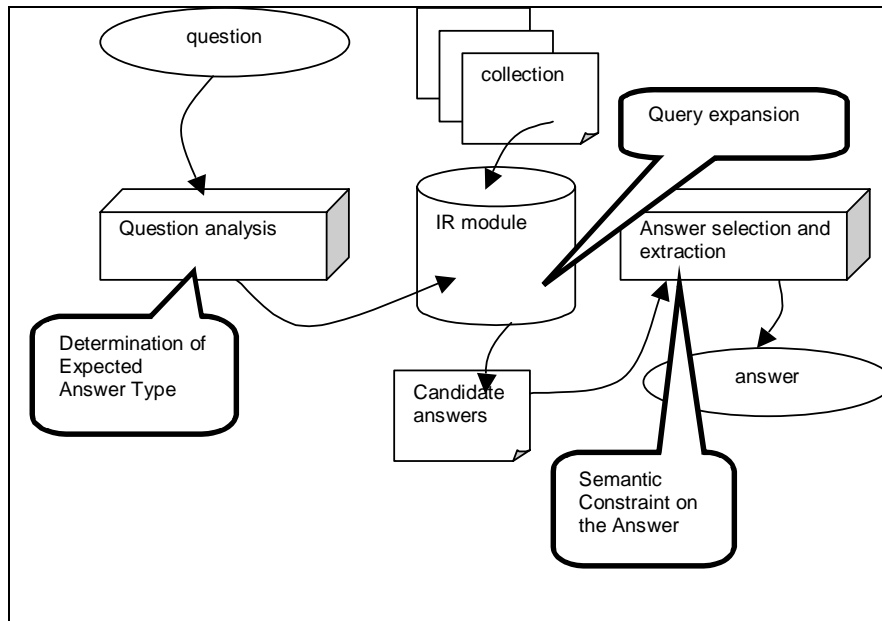 question
collection
Query expansion
Question analysis
IR module
Answer selection and
extraction
Determination of
Expected
Answer Type
Candidate
answers
answer
Semantic
Constraint on
the Answer